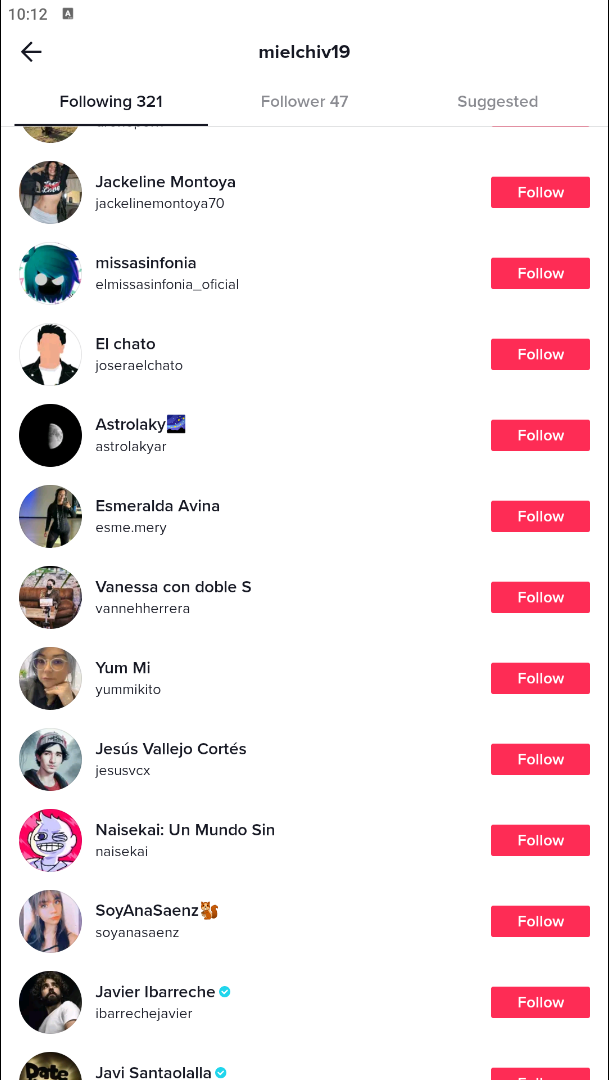 10:12 A
mielchiv19
Following 321
Follower 47
Suggested
Jackeline Montoya
jackelinemontoya70
Follow
missasinfonia
elmissasinfonia_oficial
Follow
El chato
joseraelchato
Follow
Astrolaky🌌
astrolakyar
Follow
Esmeralda Avina
esme.mery
Follow
Vanessa con doble S
vannehherrera
Follow
Yum Mi
yummikito
Follow
Jesús Vallejo Cortés
jesusvcx
Follow
Naisekai: Un Mundo Sin
naisekai
Follow
SoyAnaSaenz🐿
soyanasaenz
Follow
Javier Ibarreche
ibarrechejavier
Follow
Date
Javi Santaolalla
Follow